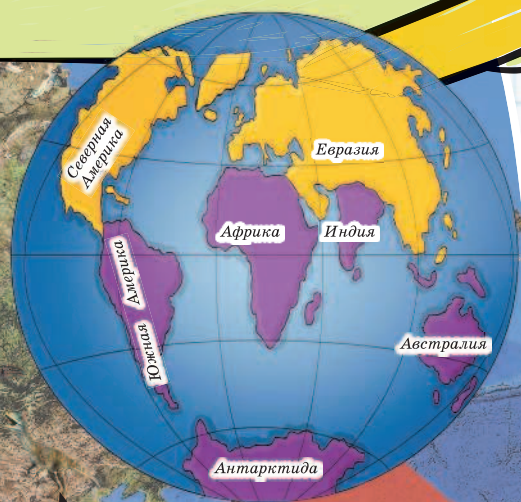 Северная
Америка
Евразия
Африка
Индия
Южная Америка
Австралия
Антарктида